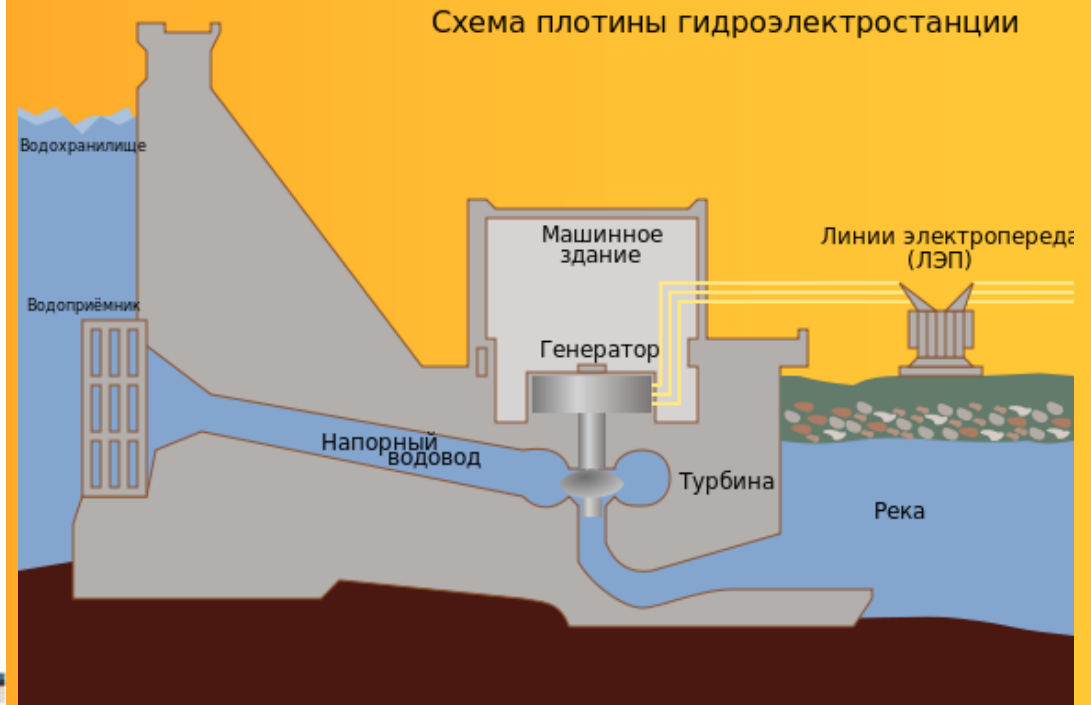 Схема плотины гидроэлектростанции
Водохранилище
Машинное
здание
Линии электропереда
(ЛЭП)
Водоприёмник
Генератор
Напорный
водовод
Турбина
Река